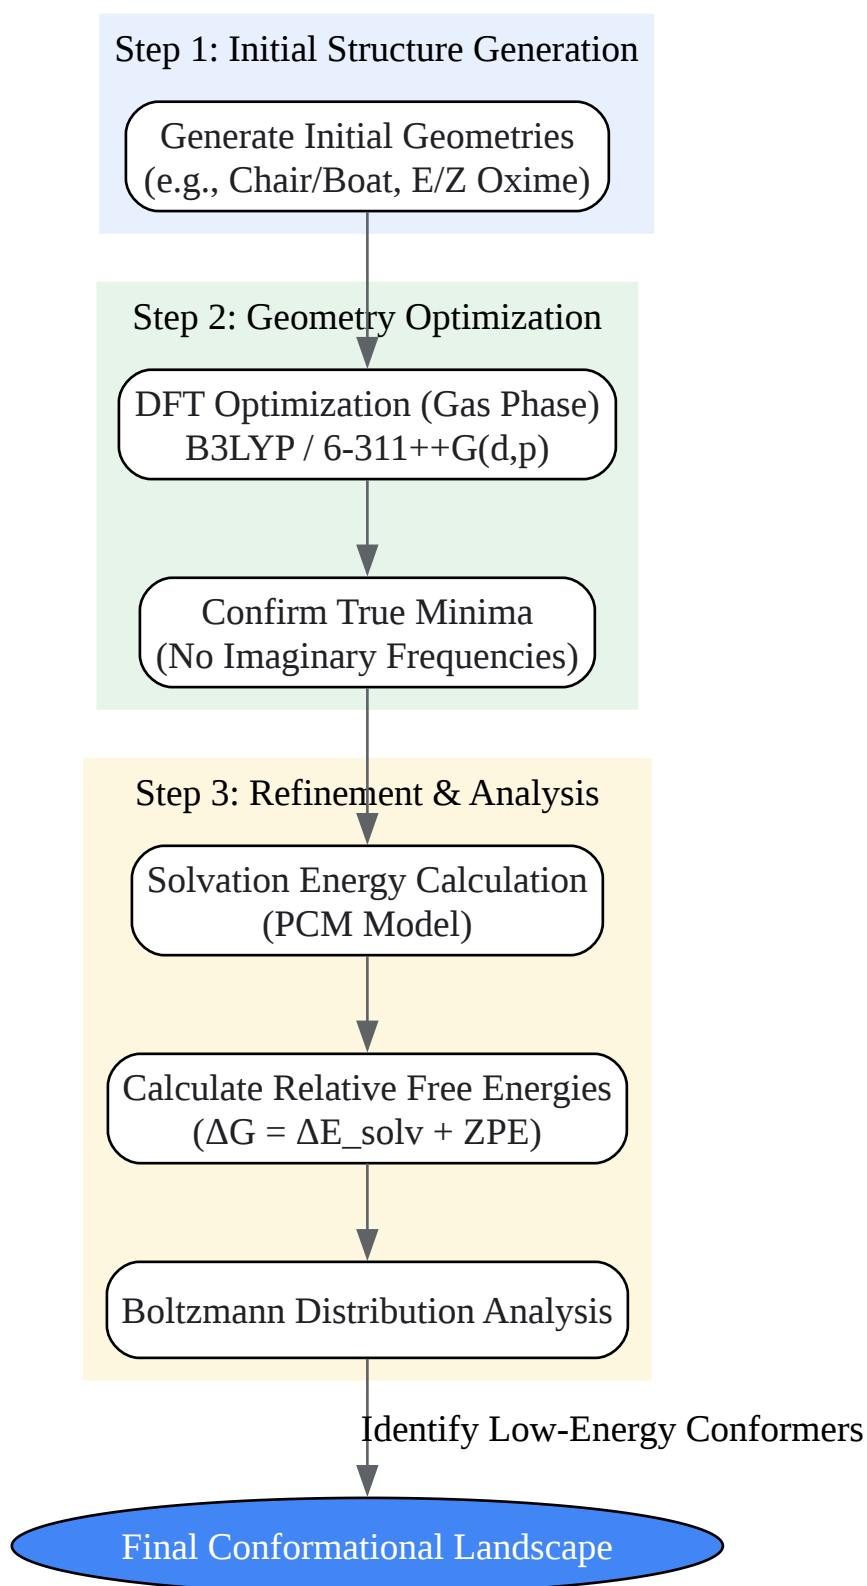 Step 1: Initial Structure Generation
Generate Initial Geometries
(e.g., Chair/Boat, E/Z Oxime)
Step 2: Geometry Optimization
DFT Optimization (Gas Phase)
B3LYP / 6-311++G(d,p)
Confirm True Minima
(No Imaginary Frequencies)
Step 3: Refinement & Analysis
Solvation Energy Calculation
(PCM Model)
Calculate Relative Free Energies
(ΔG = ΔE_solv + ZPE)
Boltzmann Distribution Analysis
Identify Low-Energy Conformers
Final Conformational Landscape